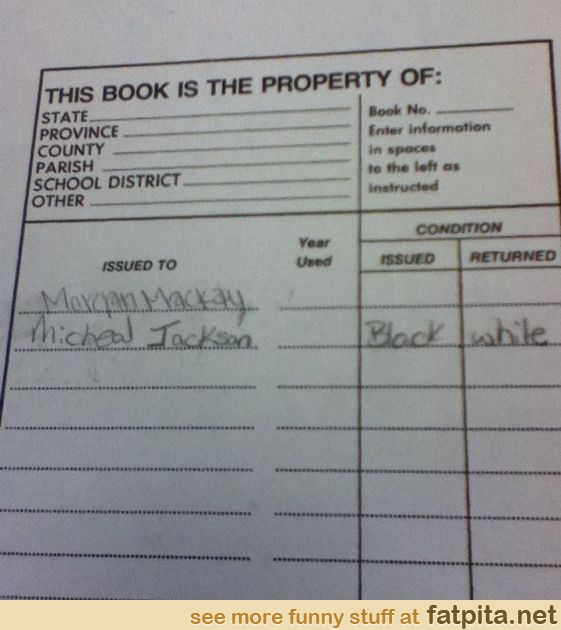 THIS BOOK IS THE PROPERTY OF:
STATE
PROVINCE
COUNTY
PARISH
SCHOOL DISTRICT
OTHER
Book No.
Enter information
in spaces
to the left as
instructed
ISSUED TO
Year
Used
CONDITION
ISSUED
RETURNED
Morgan Mackay
Micheal Jackson
Black
white
see more funny stuff at fatpita.net